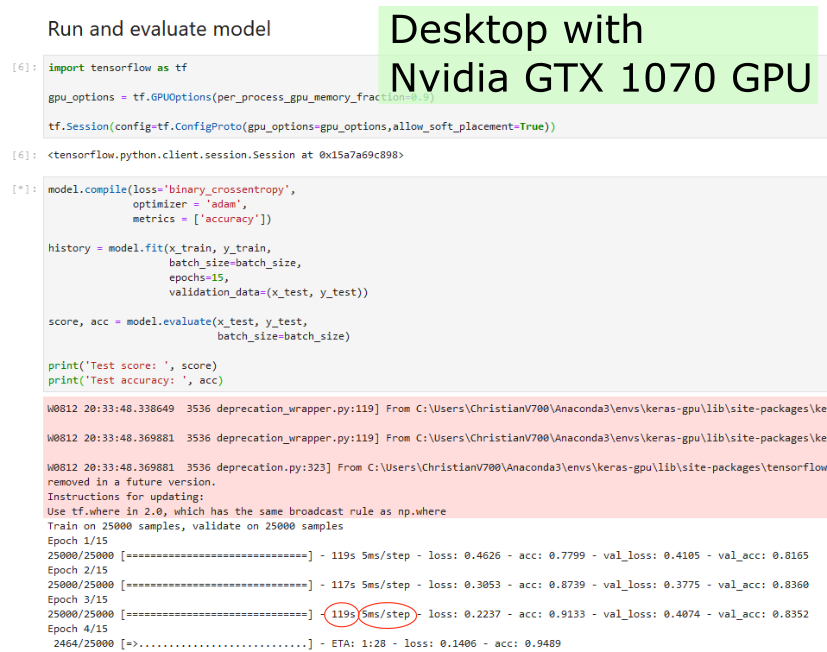 Run and evaluate model
Desktop with
Nvidia GTX 1070 GPU
[6]: import tensorflow as tf
gpu_options = tf.GPUOptions(per_process_gpu_memory_fraction=0.9)
tf.Session(config=tf.ConfigProto(gpu_options=gpu_options,allow_soft_placement=True))
[6]: <tensorflow.python.client.session.Session at 0x15a7a69c898>
[*]: model.compile(loss='binary_crossentropy',
optimizer = 'adam',
metrics = ['accuracy'])
history = model.fit(x_train, y_train,
batch_size=batch_size,
epochs=15,
validation_data=(x_test, y_test))
score, acc = model.evaluate(x_test, y_test,
batch_size=batch_size)
print('Test score: ', score)
print('Test accuracy: ', acc)
W0812 20:33:48.338649  3536 deprecation_wrapper.py:119] From C:\Users\ChristianV700\Anaconda3\envs\keras-gpu\lib\site-packages\ke
W0812 20:33:48.369881  3536 deprecation_wrapper.py:119] From C:\Users\ChristianV700\Anaconda3\envs\keras-gpu\lib\site-packages\ke
W0812 20:33:48.369881  3536 deprecation.py:323] From C:\Users\ChristianV700\Anaconda3\envs\keras-gpu\lib\site-packages\tensorflow
removed in a future version.
Instructions for updating:
Use tf.where in 2.0, which has the same broadcast rule as np.where
Train on 25000 samples, validate on 25000 samples
Epoch 1/15
25000/25000 [==============================] - 119s 5ms/step - loss: 0.4626 - acc: 0.7799 - val_loss: 0.4105 - val_acc: 0.8165
Epoch 2/15
25000/25000 [==============================] - 117s 5ms/step - loss: 0.3053 - acc: 0.8739 - val_loss: 0.3775 - val_acc: 0.8360
Epoch 3/15
25000/25000 [==============================] - 119s 5ms/step - loss: 0.2237 - acc: 0.9133 - val_loss: 0.4074 - val_acc: 0.8352
Epoch 4/15
2464/25000 [=>............................] - ETA: 1:28 - loss: 0.1406 - acc: 0.9489